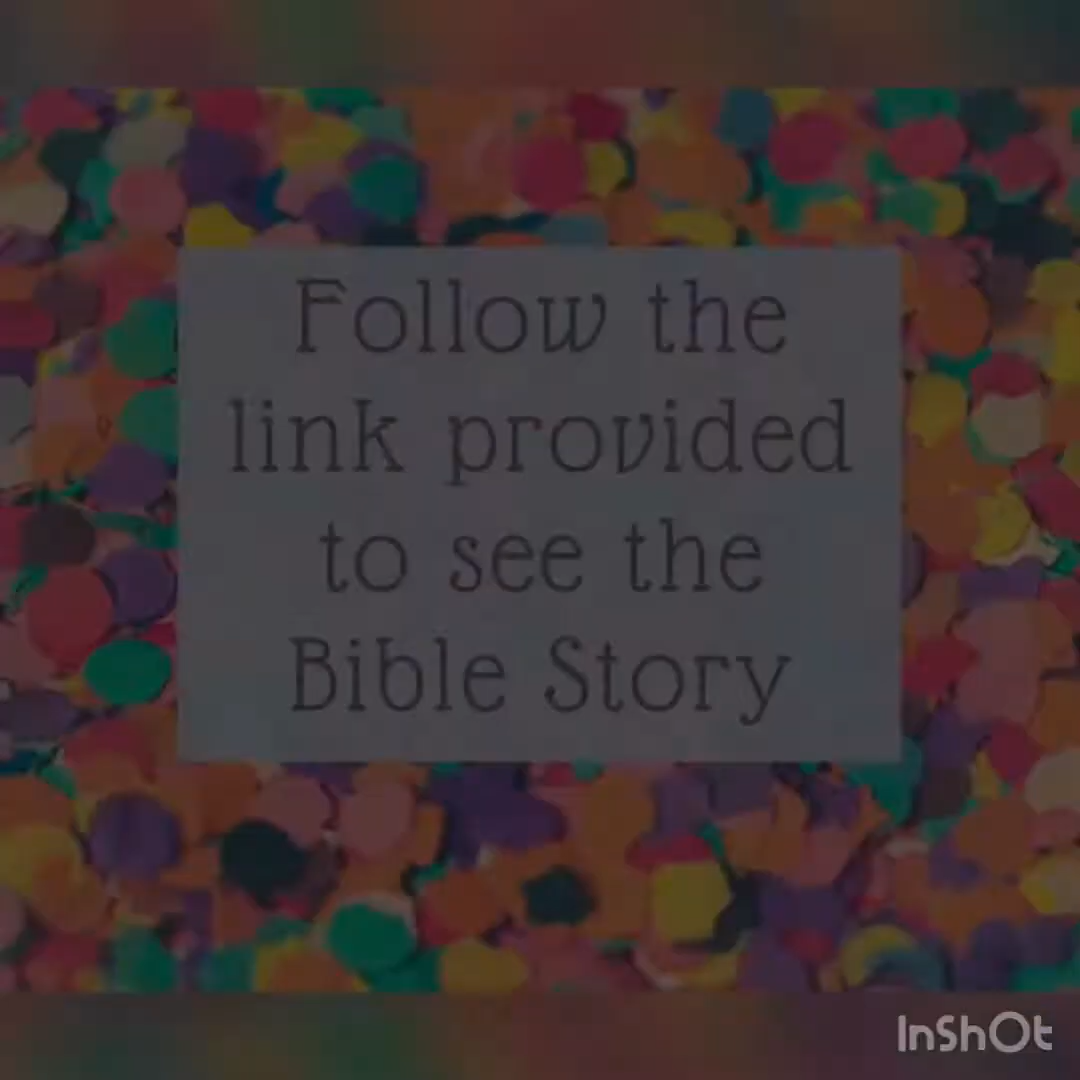 Follow the
link provided
to see the
Bible Story
InShOt